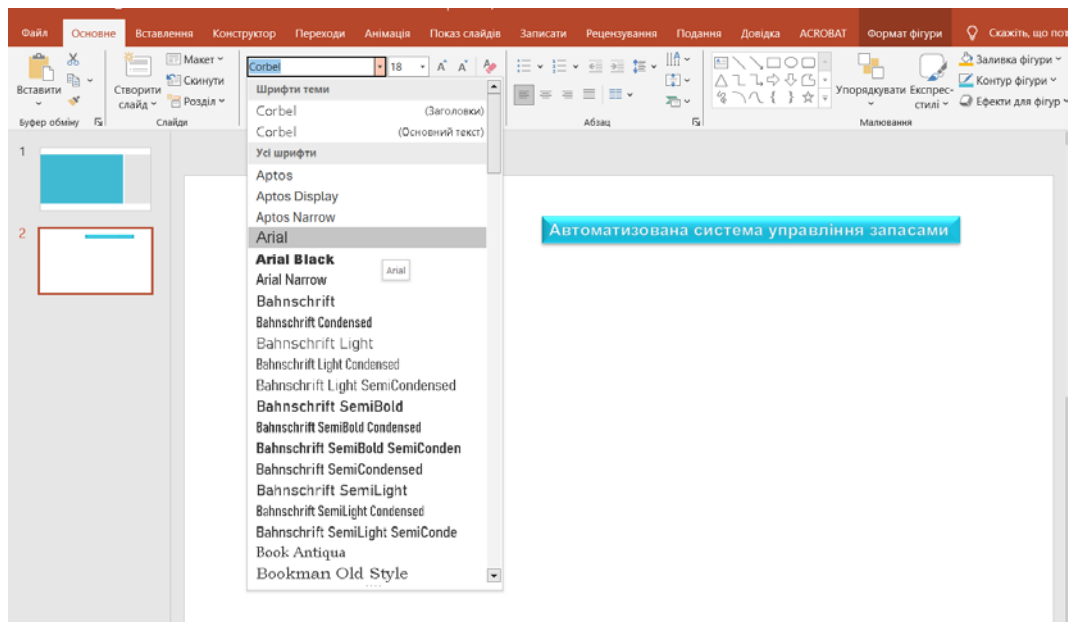 Файл Основне Вставлення Конструктор Переходи Анімація Показ слайдів Записати Рецензування Подання Довідка ACROBAT Формат фігури Скажіть, що пот
Вставити
Створити слайд
Макет
Скинути
Розділ
Corbel 18
Упорядкувати
Експрес-стилі
Заливка фігури
Контур фігури
Ефекти для фігур
Буфер обміну Слайди Абзац Малювання
Шрифти теми
Corbel (Заголовки)
Corbel (Основний текст)
Усі шрифти
Aptos
Aptos Display
Aptos Narrow
Arial
Arial Black
Arial
Arial Narrow
Bahnschrift
Bahnschrift Condensed
Bahnschrift Light
Bahnschrift Light Condensed
Bahnschrift Light SemiCondensed
Bahnschrift SemiBold
Bahnschrift SemiBold Condensed
Bahnschrift SemiBold SemiConden
Bahnschrift SemiCondensed
Bahnschrift SemiLight
Bahnschrift SemiLight Condensed
Bahnschrift SemiLight SemiConde
Book Antiqua
Bookman Old Style
1
2
Автоматизована система управління запасами